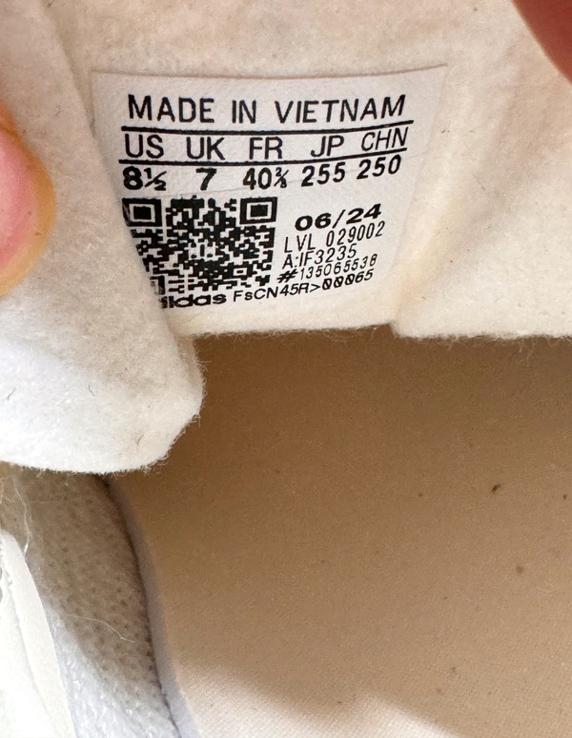 MADE IN VIETNAM
US UK FR JP CHN
8½ 7 40⅔ 255 250
06/24
LVL 029002
A:IF3235
#135065538
adidas FsCN45R>00065